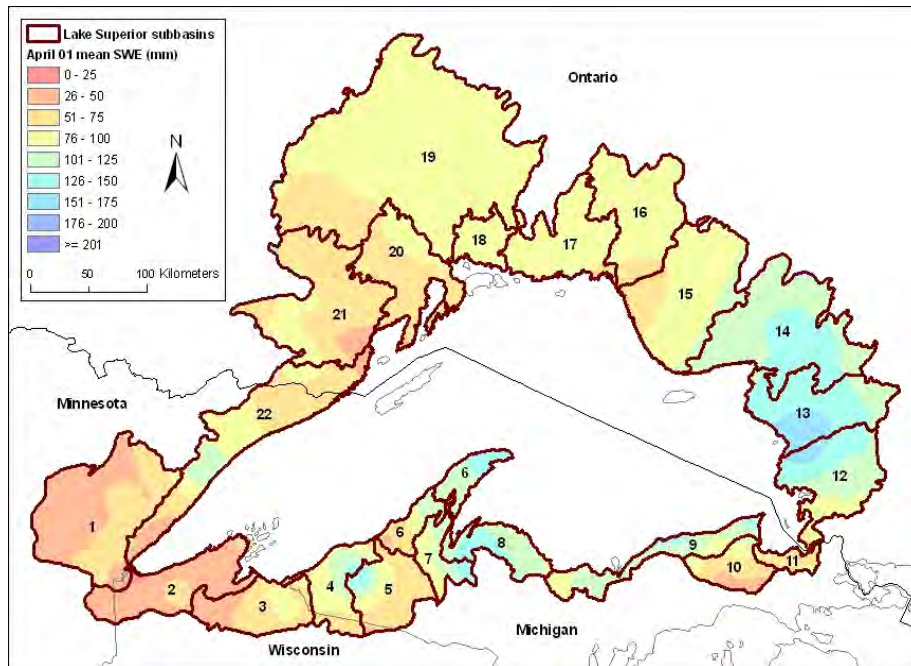 Lake Superior subbasins
April 01 mean SWE (mm)
0 - 25
26 - 50
51 - 75
76 - 100
101 - 125
126 - 150
151 - 175
176 - 200
>= 201
N
0 50 100 Kilometers
Ontario
19
16
18
17
20
15
21
14
Minnesota
22
13
12
6
1
6
8
7
9
10
11
2
4
5
3
Wisconsin
Michigan